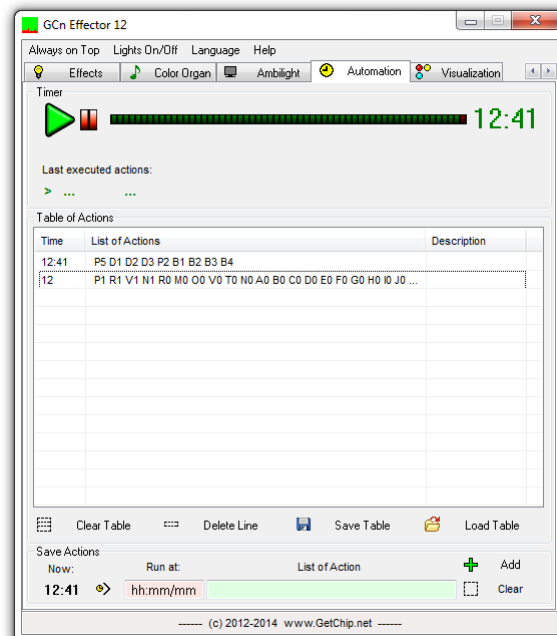 GCn Effector 12
Always on Top Lights On/Off Language Help
Effects Color Organ Ambilight Automation Visualization
Timer
12:41
Last executed actions:
> ... ...
Table of Actions
Time List of Actions Description
12:41 P5 D1 D2 D3 P2 B1 B2 B3 B4
12 P1 R1 V1 N1 R0 M0 O0 V0 T0 N0 A0 B0 C0 D0 E0 F0 G0 H0 I0 J0 ...
Clear Table Delete Line Save Table Load Table
Save Actions
Now: Run at: List of Action Add
12:41 hh:mm/mm Clear
------ (c) 2012-2014 www.GetChip.net ------